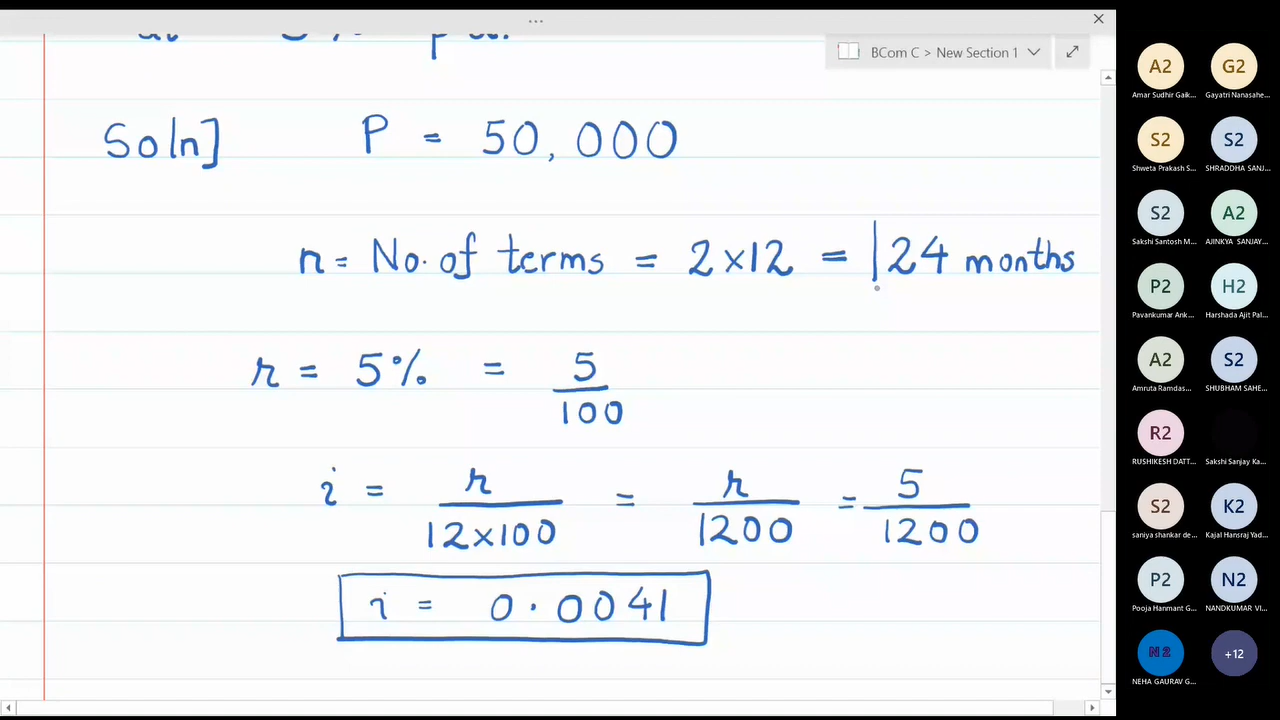 BCom C > New Section 1
Soln] P = 50,000
n = No. of terms = 2×12 = |24 months
r = 5% = 5/100
i = r/12×100 = r/1200 = 5/1200
i = 0.0041
A2 G2
Amar Sudhir Gaik... Gayatri Nanasahe...
S2 S2
Shweta Prakash S... SHRADDHA SANJ...
S2 A2
Sakshi Santosh M... AJINKYA SANJAY...
P2 H2
Pavankumar Ank... Harshada Ajit Pal...
A2 S2
Amruta Ramdas... SHUBHAM SAHE...
R2
RUSHIKESH DATT... Sakshi Sanjay Ka...
S2 K2
saniya shankar de... Kajal Hansraj Yad...
P2 N2
Pooja Hanmant G... NANDKUMAR VI...
N2 +12
NEHA GAURAV G...